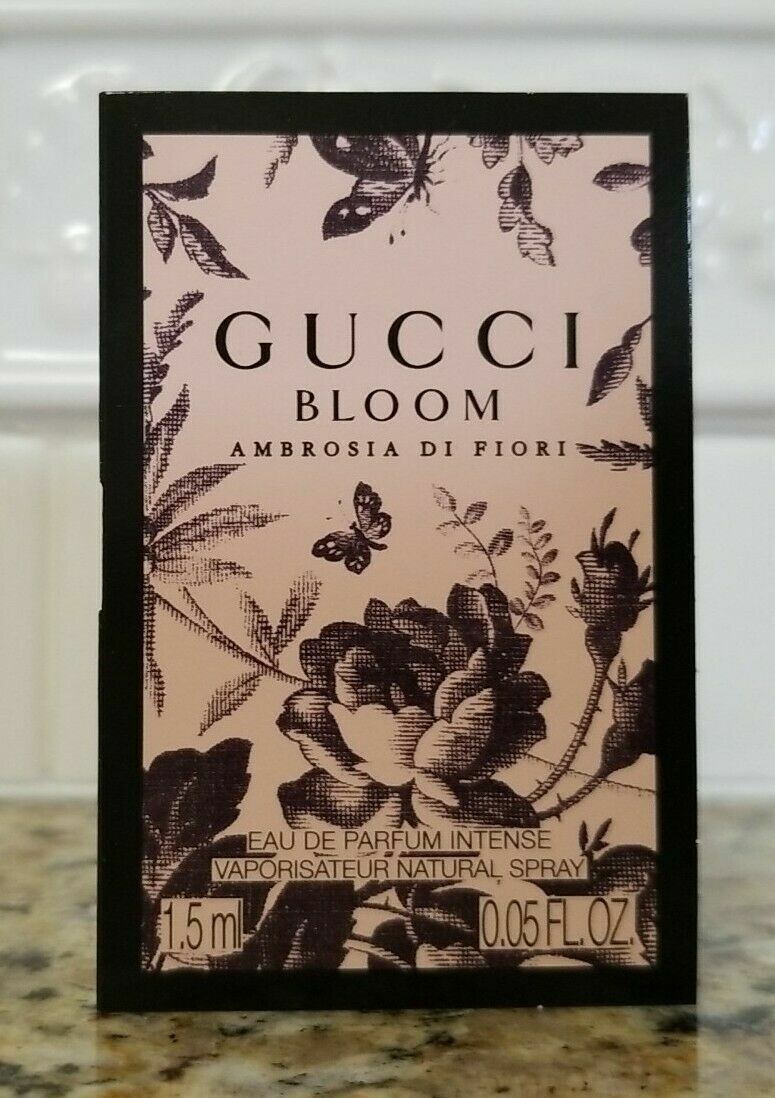 GUCCI
BLOOM
AMBROSIA DI FIORI
EAU DE PARFUM INTENSE
VAPORISATEUR NATURAL SPRAY
1.5 ml 0.05 FL. OZ.